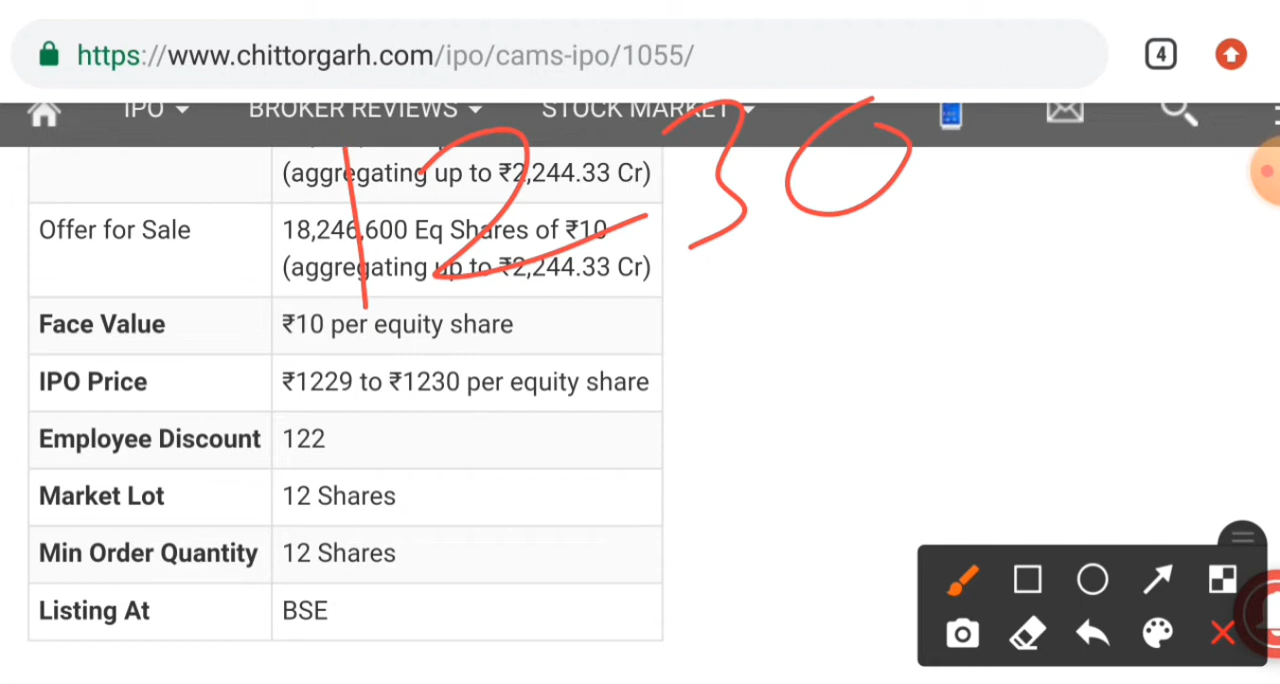 https://www.chittorgarh.com/ipo/cams-ipo/1055/
4
IPO BROKER REVIEWS STOCK MARKET
1230
(aggregating up to ₹2,244.33 Cr)
Offer for Sale 18,246,600 Eq Shares of ₹10
(aggregating up to ₹2,244.33 Cr)
Face Value ₹10 per equity share
IPO Price ₹1229 to ₹1230 per equity share
Employee Discount 122
Market Lot 12 Shares
Min Order Quantity 12 Shares
Listing At BSE